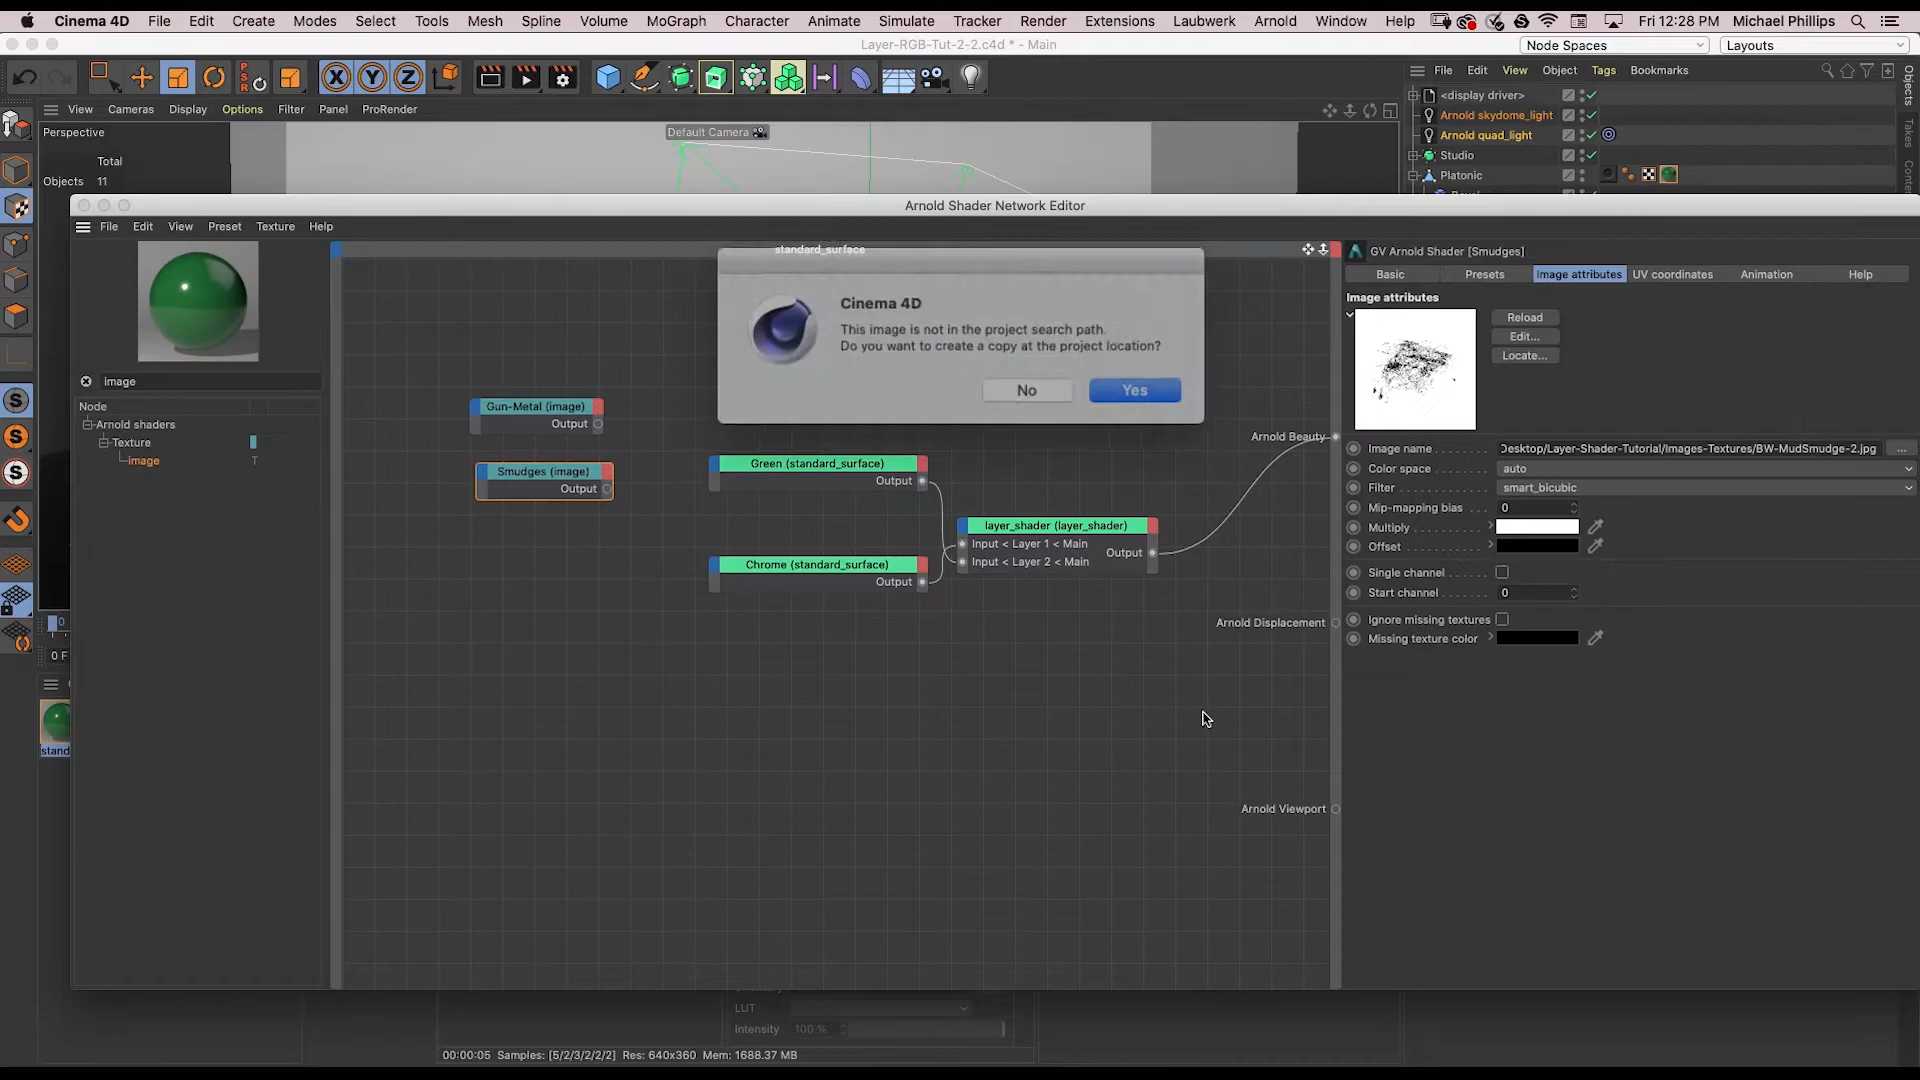 Cinema 4D File Edit Create Modes Select Tools Mesh Spline Volume MoGraph Character Animate Simulate Tracker Render Extensions Laubwerk Arnold Window Help Fri 12:28 PM Michael Phillips
Layer-RGB-Tut-2-2.c4d * - Main
Node Spaces
Layouts
P S R
X Y Z
File Edit View Object Tags Bookmarks
Objects
Takes
View Cameras Display Options Filter Panel ProRender
<display driver>
Arnold skydome_light
Arnold quad_light
Studio
Platonic
Perspective
Default Camera
Total
Objects 11
Arnold Shader Network Editor
File Edit View Preset Texture Help
image
Node
Arnold shaders
Texture
image T
standard_surface
Cinema 4D
This image is not in the project search path.
Do you want to create a copy at the project location?
No
Yes
Gun-Metal (image)
Output
Smudges (image)
Output
Green (standard_surface)
Output
Chrome (standard_surface)
Output
layer_shader (layer_shader)
Input < Layer 1 < Main
Input < Layer 2 < Main
Output
Arnold Beauty
Arnold Displacement
Arnold Viewport
GV Arnold Shader [Smudges]
Basic Presets Image attributes UV coordinates Animation Help
Image attributes
Reload
Edit...
Locate...
Image name Desktop/Layer-Shader-Tutorial/Images-Textures/BW-MudSmudge-2.jpg ...
Color space auto
Filter smart_bicubic
Mip-mapping bias 0
Multiply
Offset
Single channel
Start channel 0
Ignore missing textures
Missing texture color
0
0 F
stand
LUT
Intensity 100 %
00:00:05 Samples: [5/2/3/2/2/2] Res: 640x360 Mem: 1688.37 MB